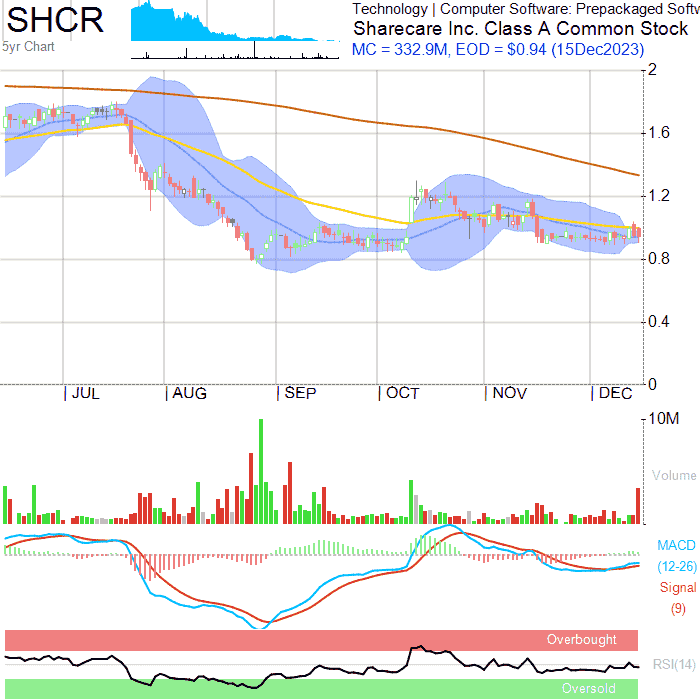 SHCR
5yr Chart
Technology | Computer Software: Prepackaged Softw
Sharecare Inc. Class A Common Stock
MC = 332.9M, EOD = $0.94 (15Dec2023)
2
1.6
1.2
0.8
0.4
0
JUL
AUG
SEP
OCT
NOV
DEC
10M
Volume
MACD
(12-26)
Signal
(9)
Overbought
RSI(14)
Oversold